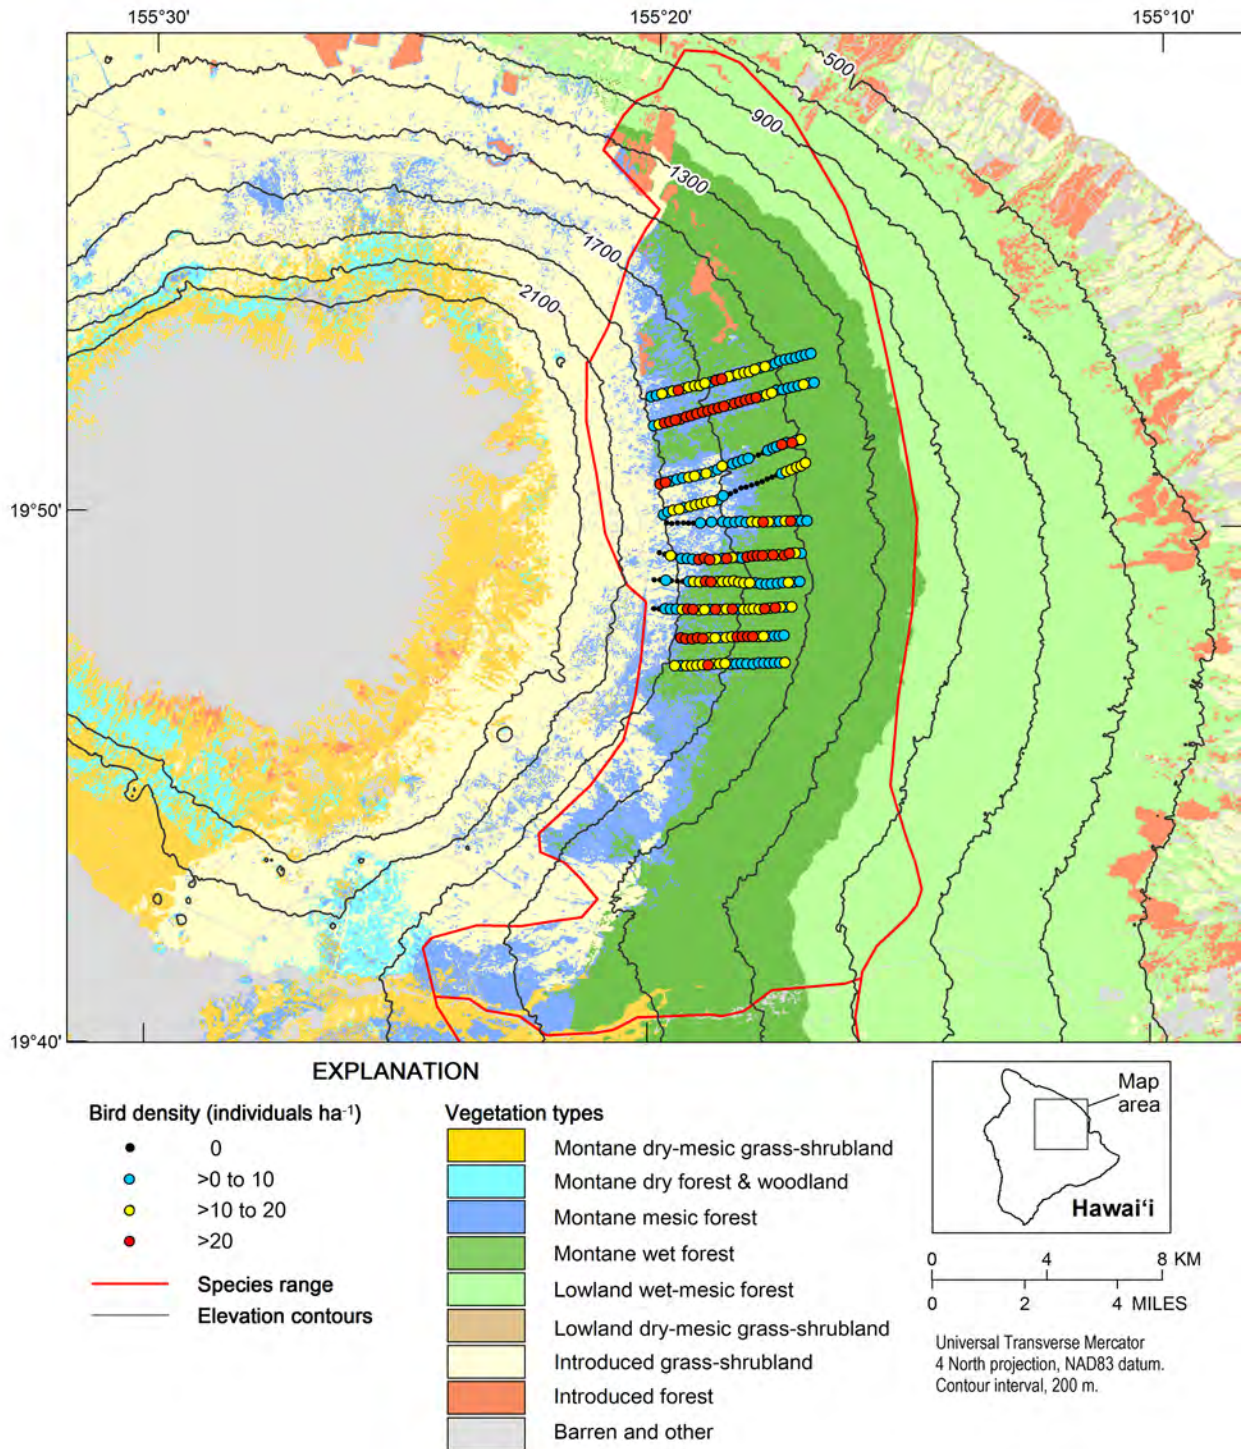 155°30' 155°20' 155°10'
500
900
1300
1700
2100
19°50'
19°40'
EXPLANATION
Bird density (individuals ha-1)
0
>0 to 10
>10 to 20
>20
Species range
Elevation contours
Vegetation types
Montane dry-mesic grass-shrubland
Montane dry forest & woodland
Montane mesic forest
Montane wet forest
Lowland wet-mesic forest
Lowland dry-mesic grass-shrubland
Introduced grass-shrubland
Introduced forest
Barren and other
Map
area
Hawaiʻi
0 4 8 KM
0 2 4 MILES
Universal Transverse Mercator
4 North projection, NAD83 datum.
Contour interval, 200 m.